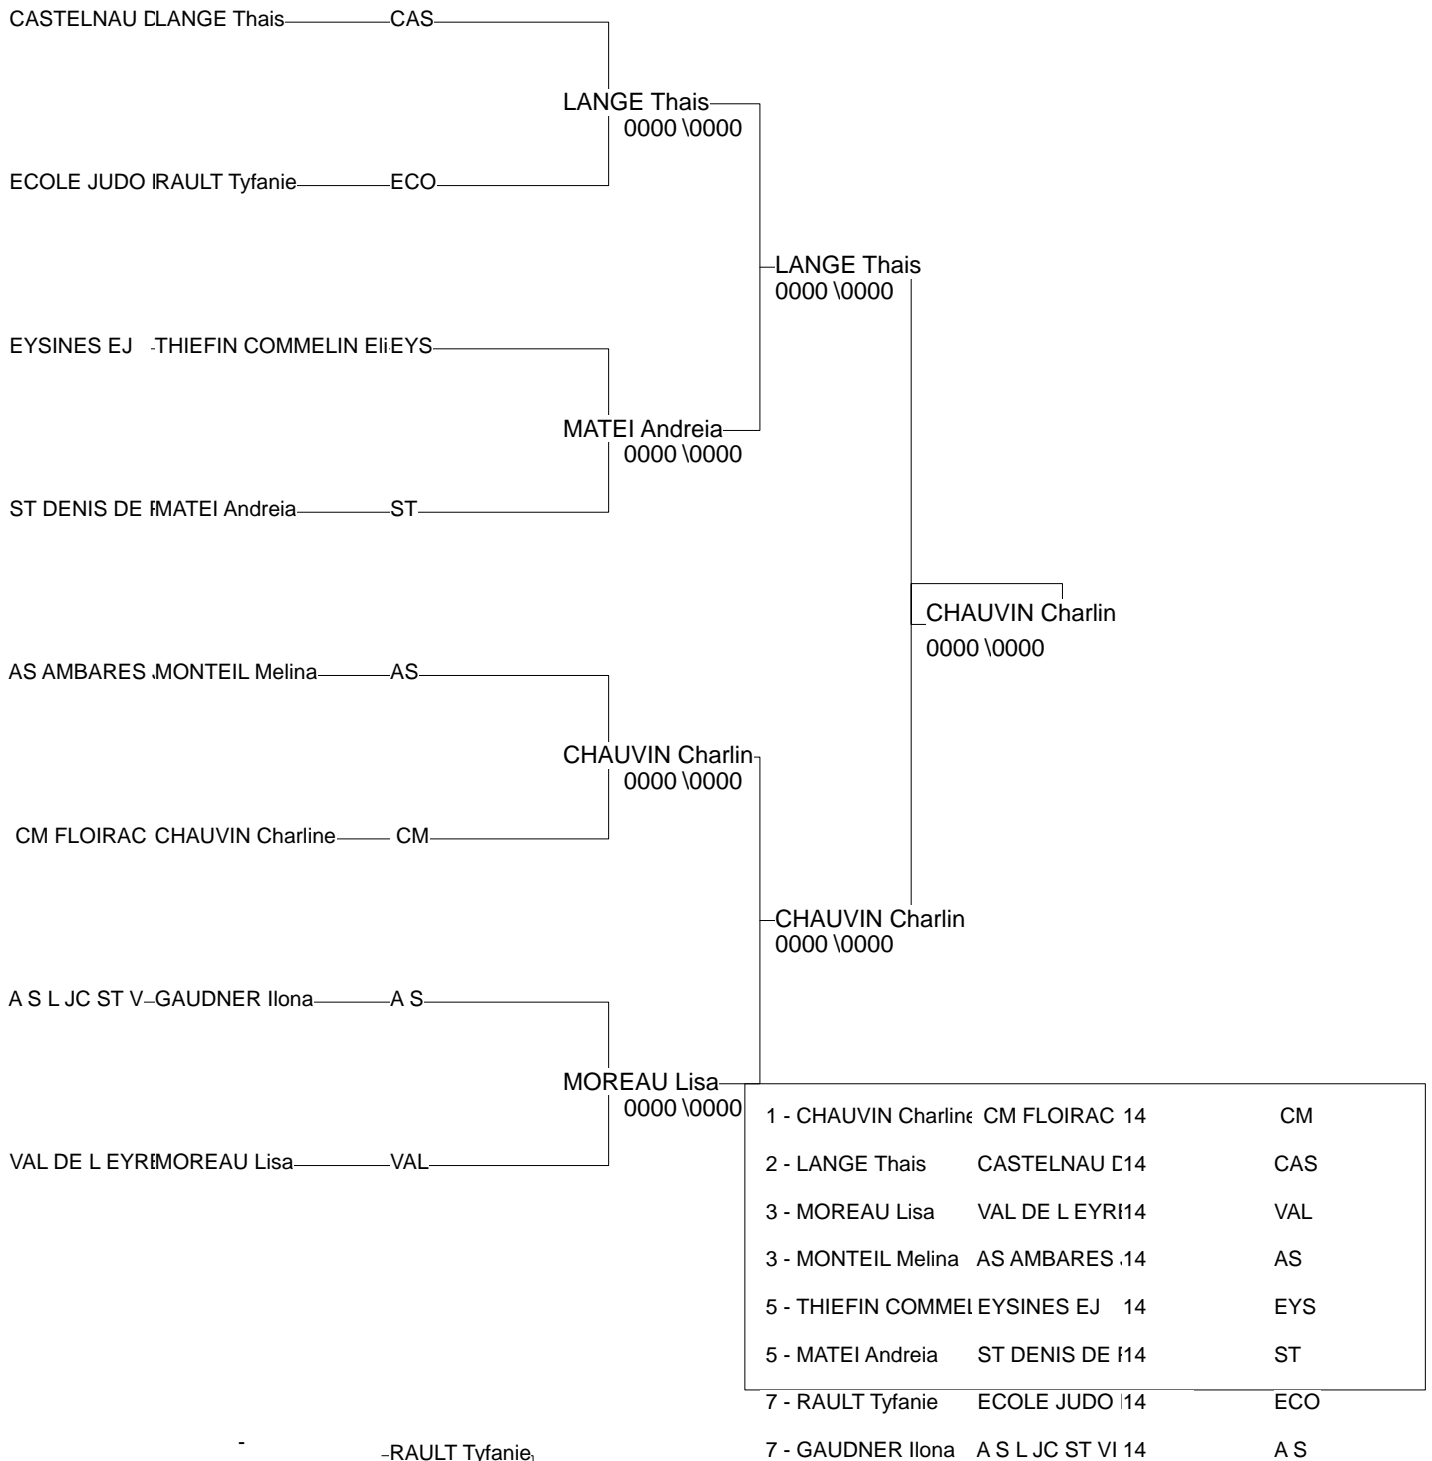 CASTELNAU D LANGE Thais CAS
LANGE Thais
0000 \0000
ECOLE JUDO RAULT Tyfanie ECO
LANGE Thais
0000 \0000
EYSINES EJ THIEFIN COMMELIN Eli EYS
MATEI Andreia
0000 \0000
ST DENIS DE MATEI Andreia ST
CHAUVIN Charlin
0000 \0000
AS AMBARES MONTEIL Melina AS
CHAUVIN Charlin
0000 \0000
CM FLOIRAC CHAUVIN Charline CM
CHAUVIN Charlin
0000 \0000
A S L JC ST V GAUDNER Ilona A S
MOREAU Lisa
0000 \0000
VAL DE L EYRE MOREAU Lisa VAL
1 - CHAUVIN Charline CM FLOIRAC 14 CM
2 - LANGE Thais CASTELNAU D 14 CAS
3 - MOREAU Lisa VAL DE L EYRE 14 VAL
3 - MONTEIL Melina AS AMBARES 14 AS
5 - THIEFIN COMMEL EYSINES EJ 14 EYS
5 - MATEI Andreia ST DENIS DE 14 ST
7 - RAULT Tyfanie ECOLE JUDO 14 ECO
7 - GAUDNER Ilona A S L JC ST VI 14 A S
- RAULT Tyfanie